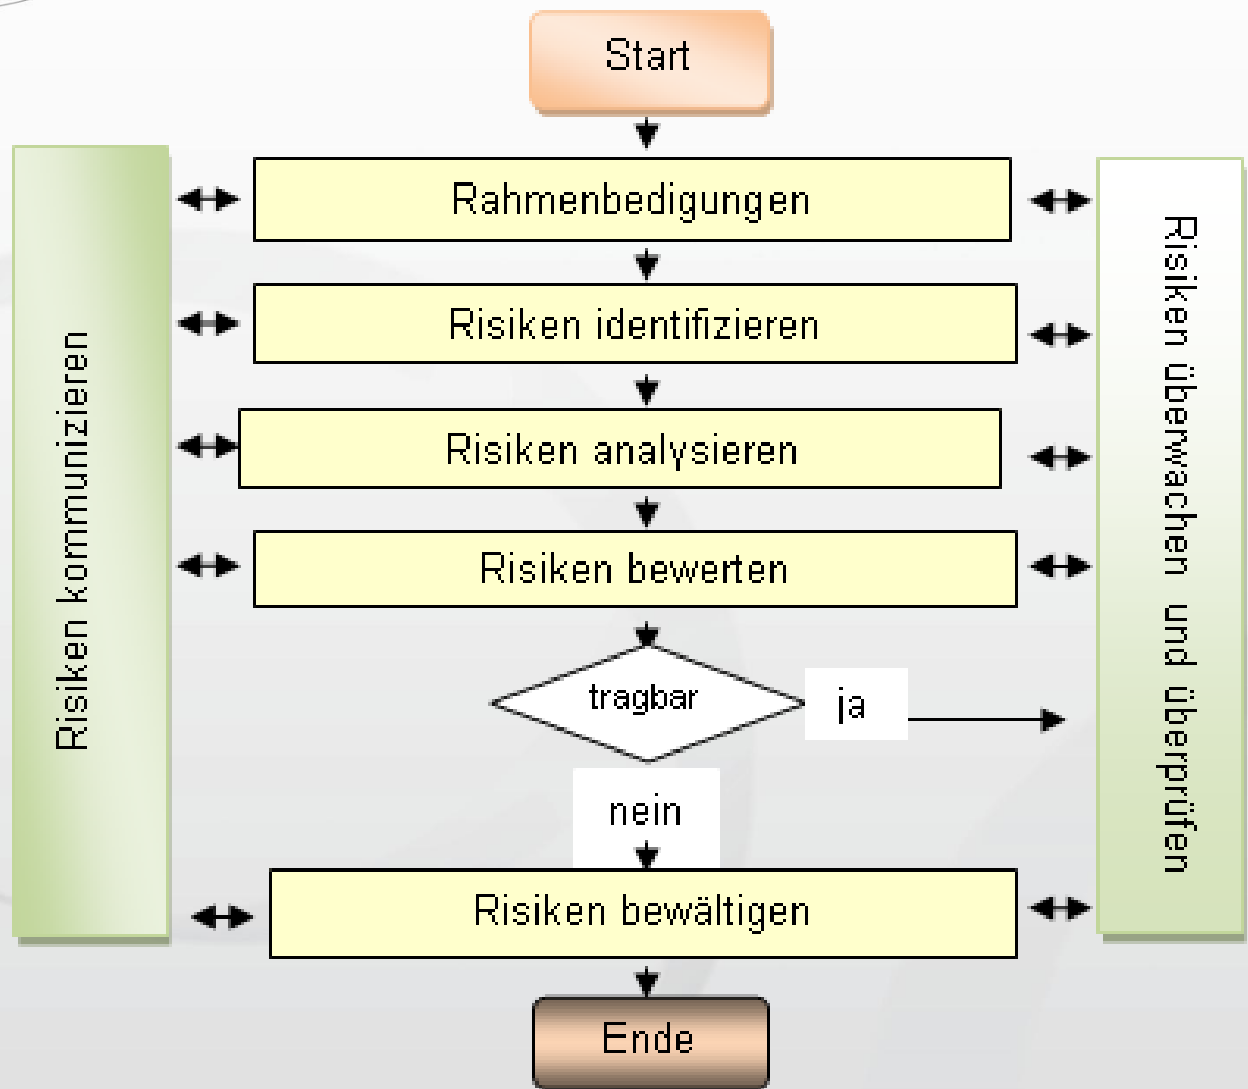 Start
Rahmenbedigungen
Risiken identifizieren
Risiken analysieren
Risiken bewerten
tragbar
ja
nein
Risiken bewältigen
Ende
Risiken kommunizieren
Risiken überwachen und überprüfen